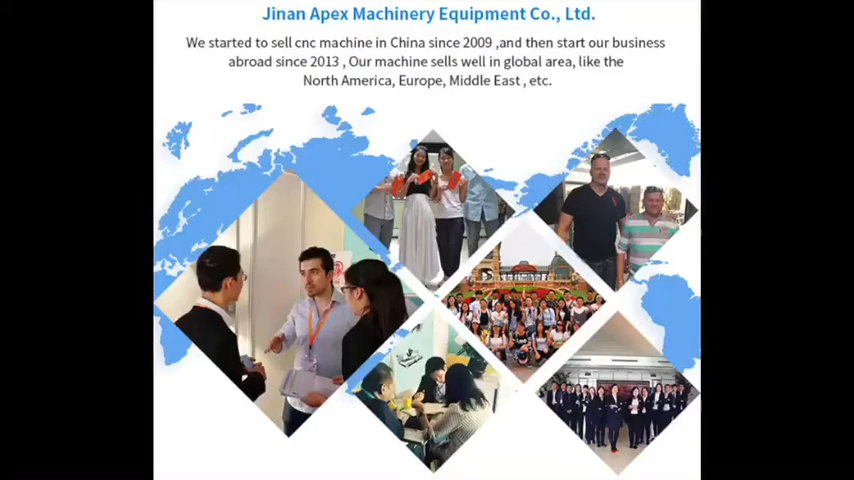 Jinan Apex Machinery Equipment Co., Ltd.
We started to sell cnc machine in China since 2009 ,and then start our business
abroad since 2013 , Our machine sells well in global area, like the
North America, Europe, Middle East , etc.